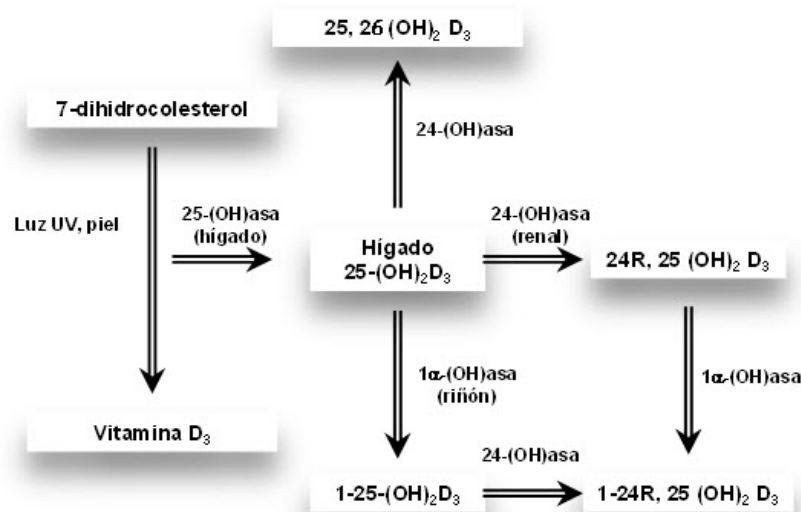 25, 26 (OH)₂ D₃
7-dihidrocolesterol
24-(OH)asa
Luz UV, piel
25-(OH)asa
(hígado)
Hígado
25-(OH)₂D₃
24-(OH)asa
(renal)
24R, 25 (OH)₂ D₃
1α-(OH)asa
(riñón)
1α-(OH)asa
Vitamina D₃
1-25-(OH)₂D₃
24-(OH)asa
1-24R, 25 (OH)₂ D₃